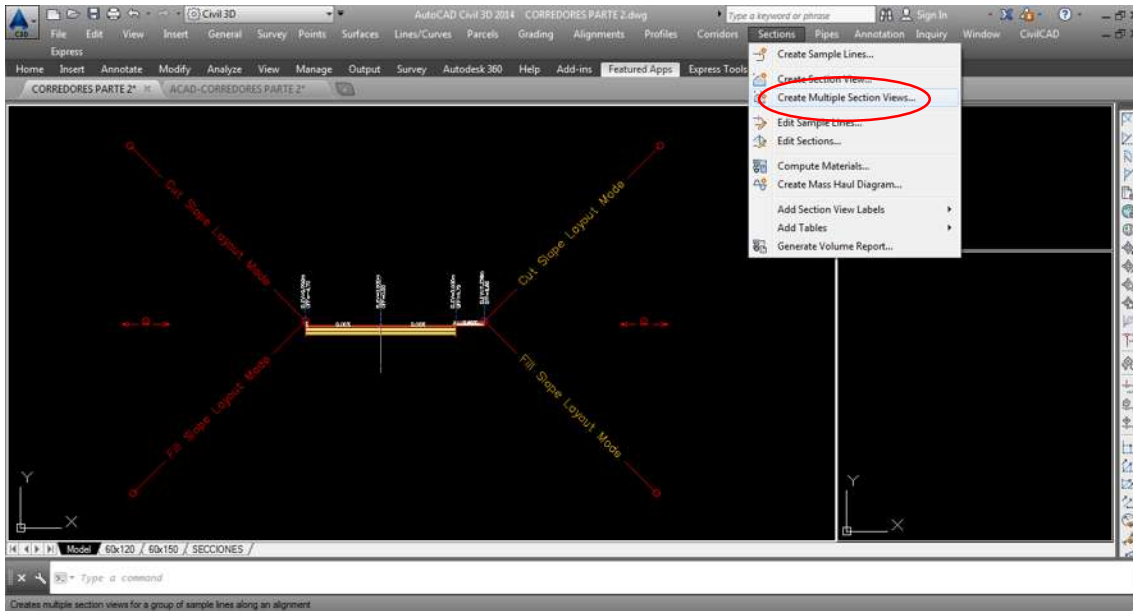 Civil 3D
AutoCAD Civil 3D 2014 CORREDORES PARTE 2.dwg
Type a keyword or phrase
Sign In
File Edit View Insert General Survey Points Surfaces Lines/Curves Parcels Grading Alignments Profiles Corridors Sections Pipes Annotation Inquiry Window CivilCAD
Express
Home Insert Annotate Modify Analyze View Manage Output Survey Autodesk 360 Help Add-ins Featured Apps Express Tools
CORREDORES PARTE 2* ACAD-CORREDORES PARTE 2*
Create Sample Lines...
Create Section View...
Create Multiple Section Views...
Edit Sample Lines...
Edit Sections...
Compute Materials...
Create Mass Haul Diagram...
Add Section View Labels
Add Tables
Generate Volume Report...
Cut Slope Layout Mode
Cut Slope Layout Mode
Fill Slope Layout Mode
Fill Slope Layout Mode
Y
X
Y
X
Model 60x120 60x150 SECCIONES
Type a command
Creates multiple section views for a group of sample lines along an alignment